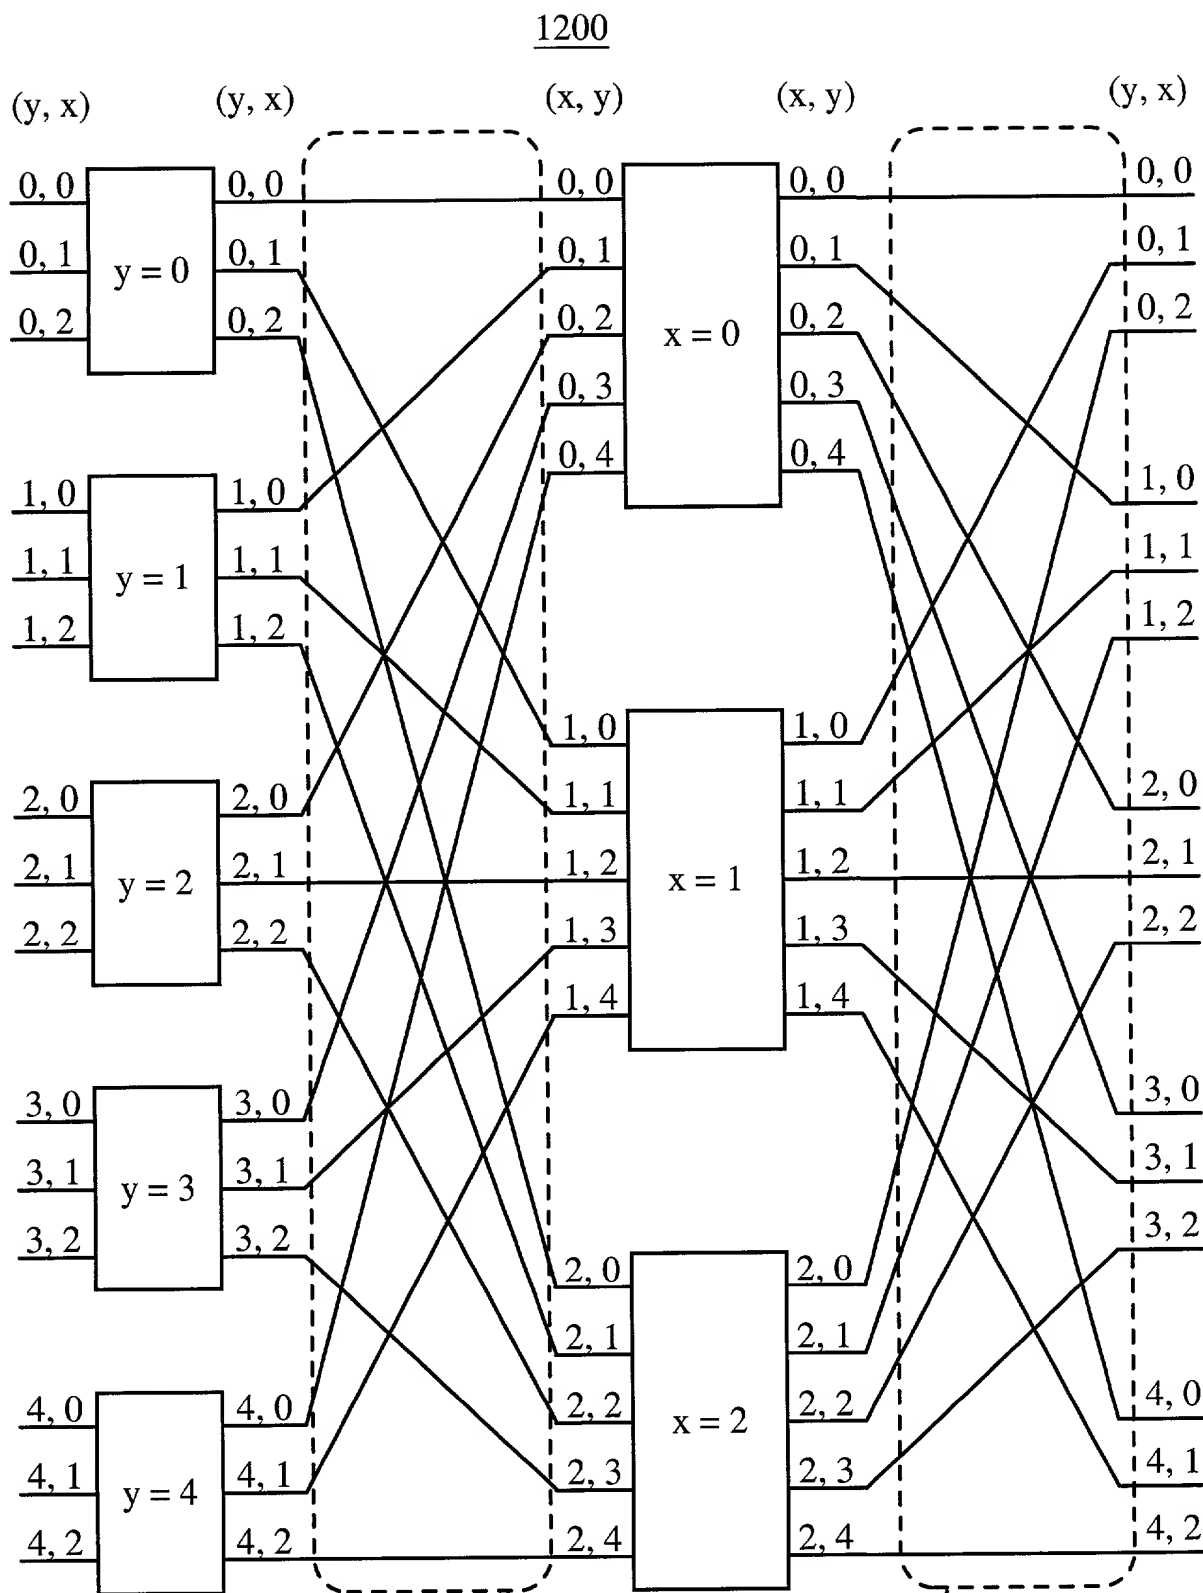 1200
(y, x) (y, x) (x, y) (x, y) (y, x)
0, 0 0, 0 0, 0 0, 0 0, 0
0, 1 y = 0 0, 1 0, 1 0, 1 0, 1
0, 2 0, 2 0, 2 x = 0 0, 2 0, 2
0, 3 0, 3
0, 4 0, 4
1, 0 1, 0 1, 0
1, 1 y = 1 1, 1 1, 1
1, 2 1, 2 1, 2
1, 0 1, 0
2, 0 2, 0 1, 1 1, 1 2, 0
2, 1 y = 2 2, 1 1, 2 x = 1 1, 2 2, 1
2, 2 2, 2 1, 3 1, 3 2, 2
1, 4 1, 4
3, 0 3, 0 3, 0
3, 1 y = 3 3, 1 3, 1
3, 2 3, 2 3, 2
2, 0 2, 0
2, 1 2, 1
4, 0 4, 0 2, 2 x = 2 2, 2 4, 0
4, 1 y = 4 4, 1 2, 3 2, 3 4, 1
4, 2 4, 2 2, 4 2, 4 4, 2